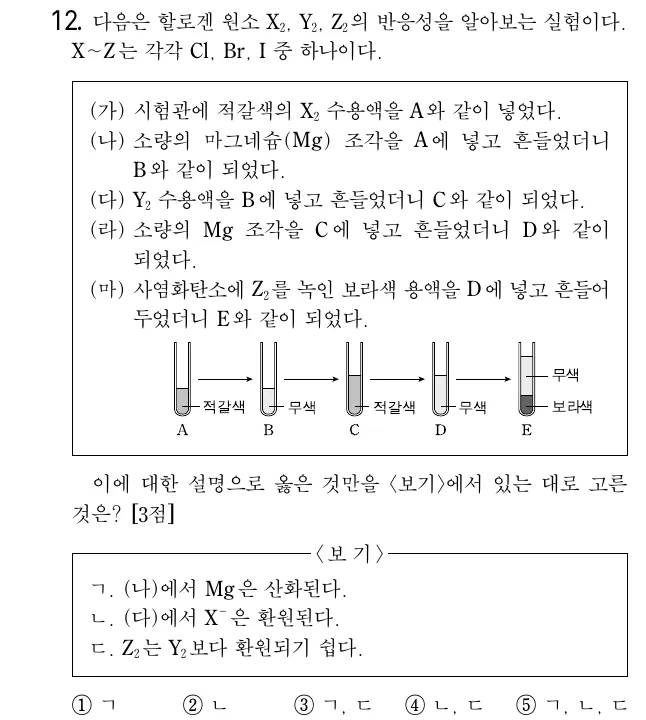 12. 다음은 할로겐 원소 X₂, Y₂, Z₂의 반응성을 알아보는 실험이다.
X~Z는 각각 Cl, Br, I 중 하나이다.
(가) 시험관에 적갈색의 X₂ 수용액을 A와 같이 넣었다.
(나) 소량의 마그네슘(Mg) 조각을 A에 넣고 흔들었더니
B와 같이 되었다.
(다) Y₂ 수용액을 B에 넣고 흔들었더니 C와 같이 되었다.
(라) 소량의 Mg 조각을 C에 넣고 흔들었더니 D와 같이
되었다.
(마) 사염화탄소에 Z₂를 녹인 보라색 용액을 D에 넣고 흔들어
두었더니 E와 같이 되었다.
적갈색 무색 적갈색 무색 무색
보라색
A B C D E
이에 대한 설명으로 옳은 것만을 〈보기〉에서 있는 대로 고른
것은? [3점]
〈보 기〉
ㄱ. (나)에서 Mg은 산화된다.
ㄴ. (다)에서 X⁻은 환원된다.
ㄷ. Z₂는 Y₂보다 환원되기 쉽다.
① ㄱ ② ㄴ ③ ㄱ, ㄷ ④ ㄴ, ㄷ ⑤ ㄱ, ㄴ, ㄷ